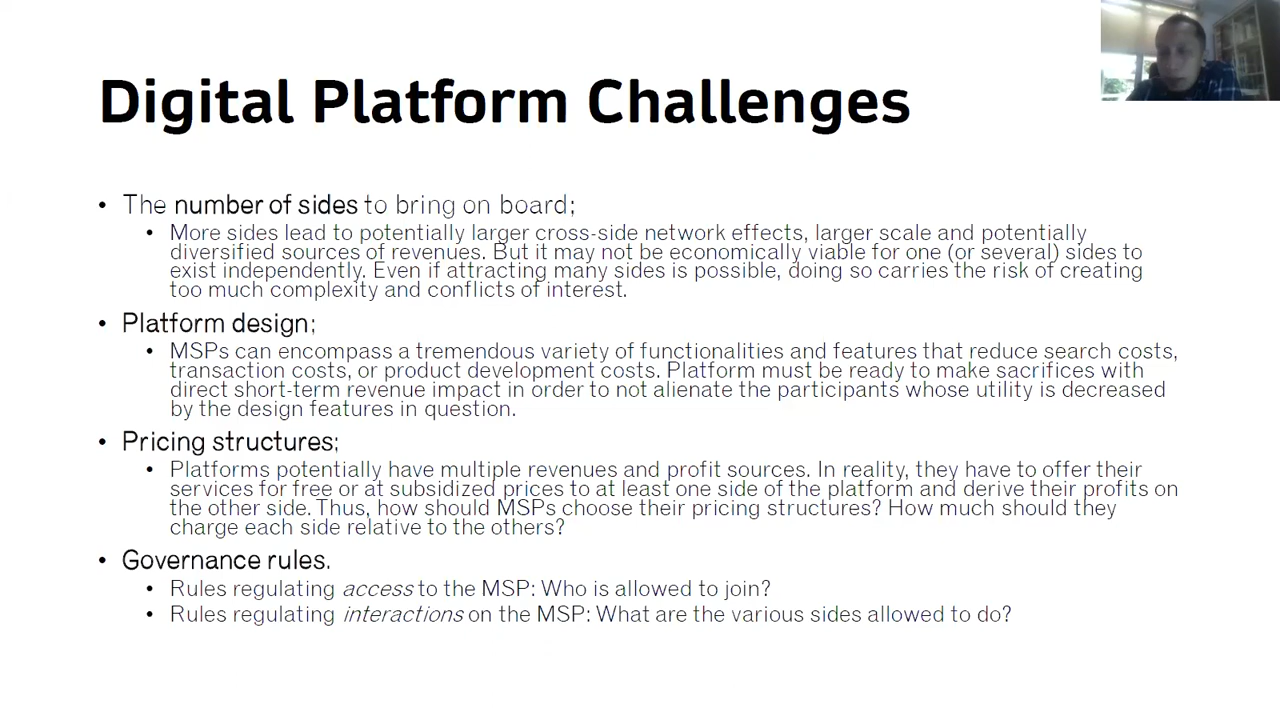 Digital Platform Challenges
• The number of sides to bring on board;
• More sides lead to potentially larger cross-side network effects, larger scale and potentially
diversified sources of revenues. But it may not be economically viable for one (or several) sides to
exist independently. Even if attracting many sides is possible, doing so carries the risk of creating
too much complexity and conflicts of interest.
• Platform design;
• MSPs can encompass a tremendous variety of functionalities and features that reduce search costs,
transaction costs, or product development costs. Platform must be ready to make sacrifices with
direct short-term revenue impact in order to not alienate the participants whose utility is decreased
by the design features in question.
• Pricing structures;
• Platforms potentially have multiple revenues and profit sources. In reality, they have to offer their
services for free or at subsidized prices to at least one side of the platform and derive their profits on
the other side. Thus, how should MSPs choose their pricing structures? How much should they
charge each side relative to the others?
• Governance rules.
• Rules regulating access to the MSP: Who is allowed to join?
• Rules regulating interactions on the MSP: What are the various sides allowed to do?